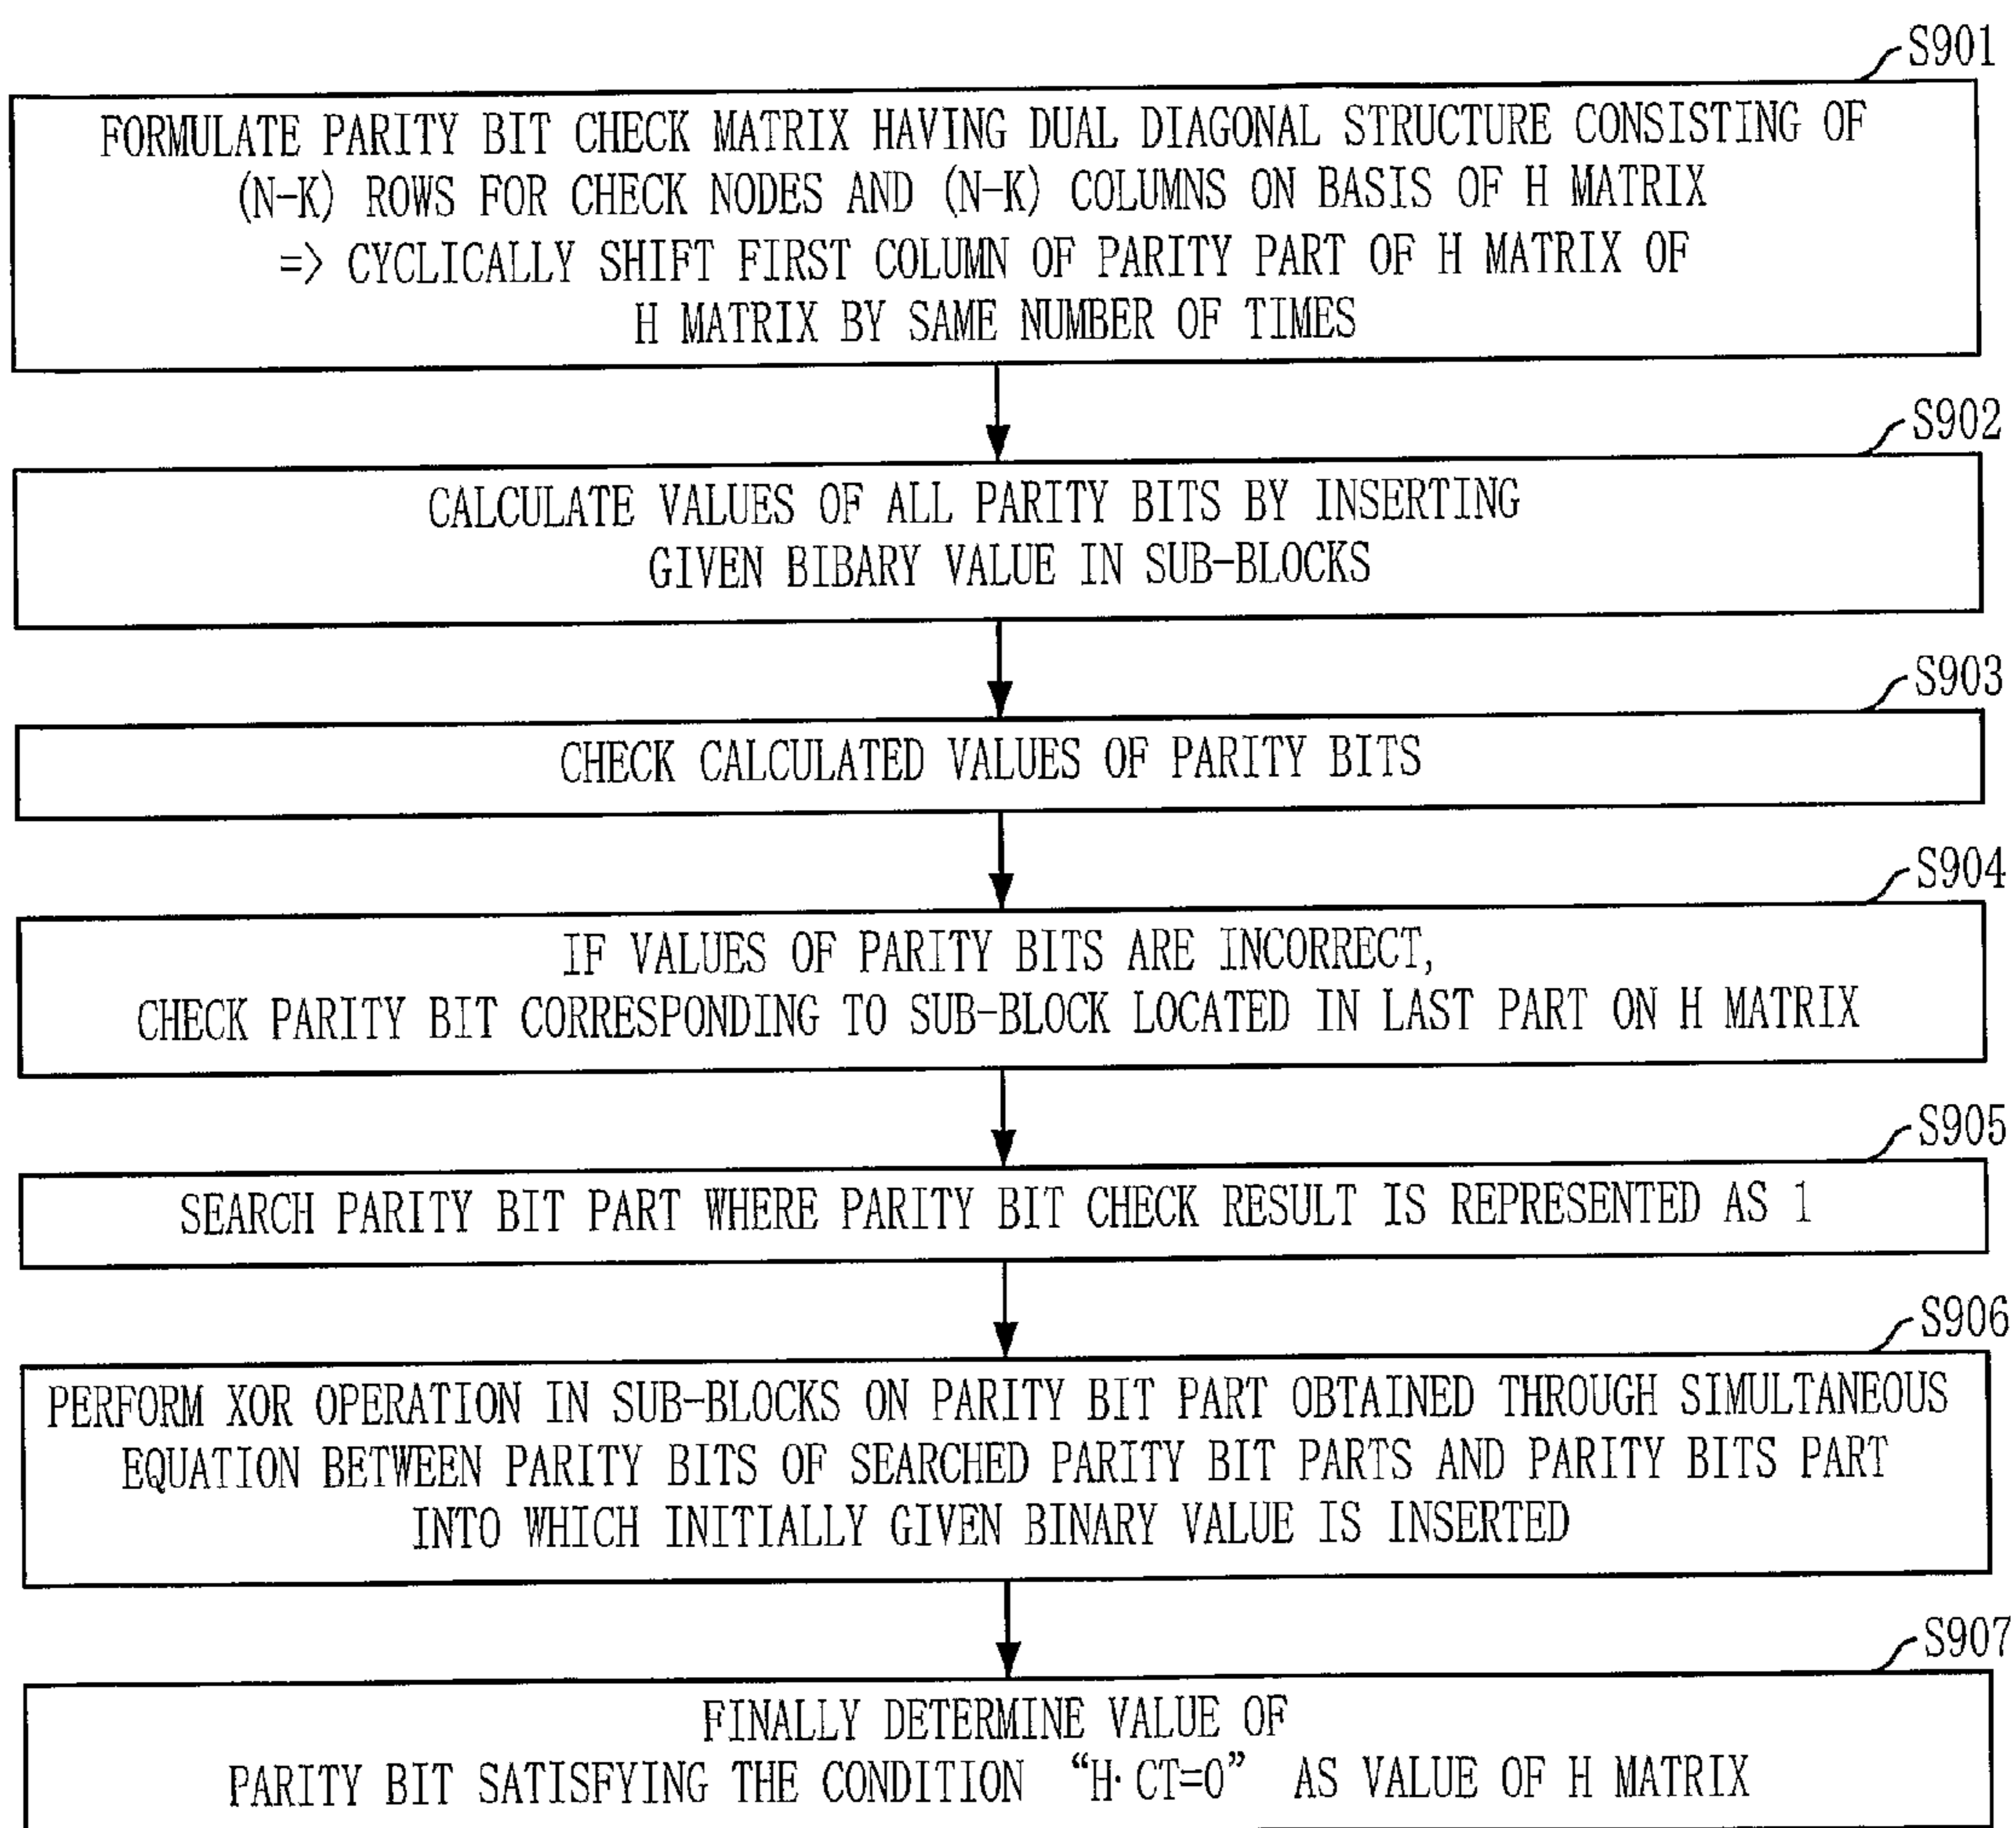 S901
FORMULATE PARITY BIT CHECK MATRIX HAVING DUAL DIAGONAL STRUCTURE CONSISTING OF
(N-K) ROWS FOR CHECK NODES AND (N-K) COLUMNS ON BASIS OF H MATRIX
=> CYCLICALLY SHIFT FIRST COLUMN OF PARITY PART OF H MATRIX OF
H MATRIX BY SAME NUMBER OF TIMES
S902
CALCULATE VALUES OF ALL PARITY BITS BY INSERTING
GIVEN BIBARY VALUE IN SUB-BLOCKS
S903
CHECK CALCULATED VALUES OF PARITY BITS
S904
IF VALUES OF PARITY BITS ARE INCORRECT,
CHECK PARITY BIT CORRESPONDING TO SUB-BLOCK LOCATED IN LAST PART ON H MATRIX
S905
SEARCH PARITY BIT PART WHERE PARITY BIT CHECK RESULT IS REPRESENTED AS 1
S906
PERFORM XOR OPERATION IN SUB-BLOCKS ON PARITY BIT PART OBTAINED THROUGH SIMULTANEOUS
EQUATION BETWEEN PARITY BITS OF SEARCHED PARITY BIT PARTS AND PARITY BITS PART
INTO WHICH INITIALLY GIVEN BINARY VALUE IS INSERTED
S907
FINALLY DETERMINE VALUE OF
PARITY BIT SATISFYING THE CONDITION “H·CT=0” AS VALUE OF H MATRIX